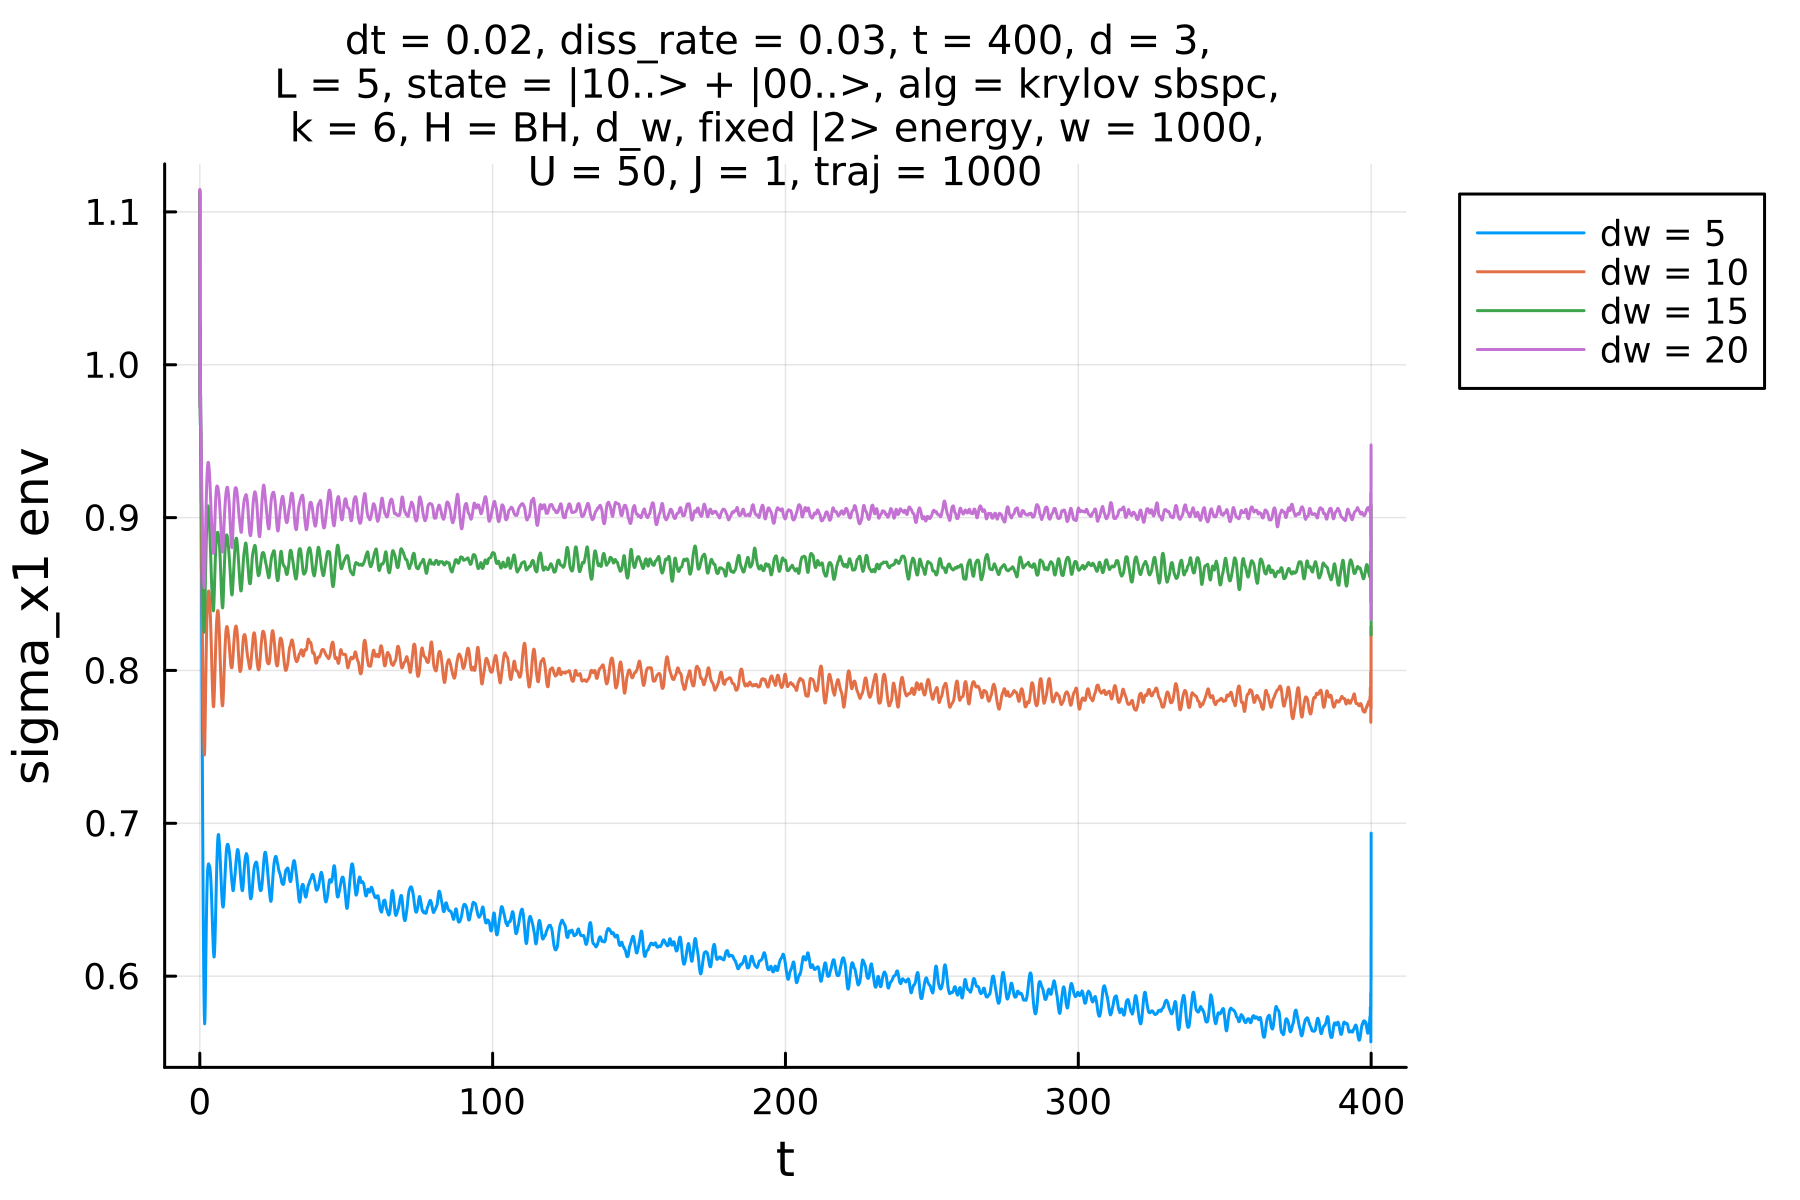 dt = 0.02, diss_rate = 0.03, t = 400, d = 3,
L = 5, state = |10..> + |00..>, alg = krylov sbspc,
k = 6, H = BH, d_w, fixed |2> energy, w = 1000,
U = 50, J = 1, traj = 1000
1.1
1.0
0.9
0.8
0.7
0.6
sigma_x1 env
0
100
200
300
400
t
dw = 5
dw = 10
dw = 15
dw = 20